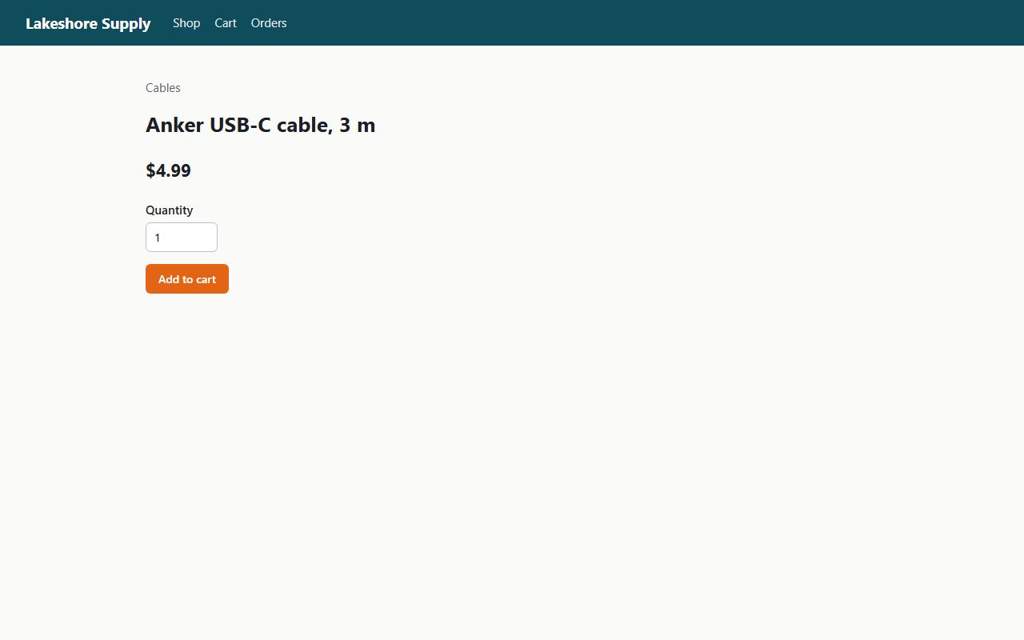 Lakeshore Supply Shop Cart Orders
Cables
Anker USB-C cable, 3 m
$4.99
Quantity
1
Add to cart